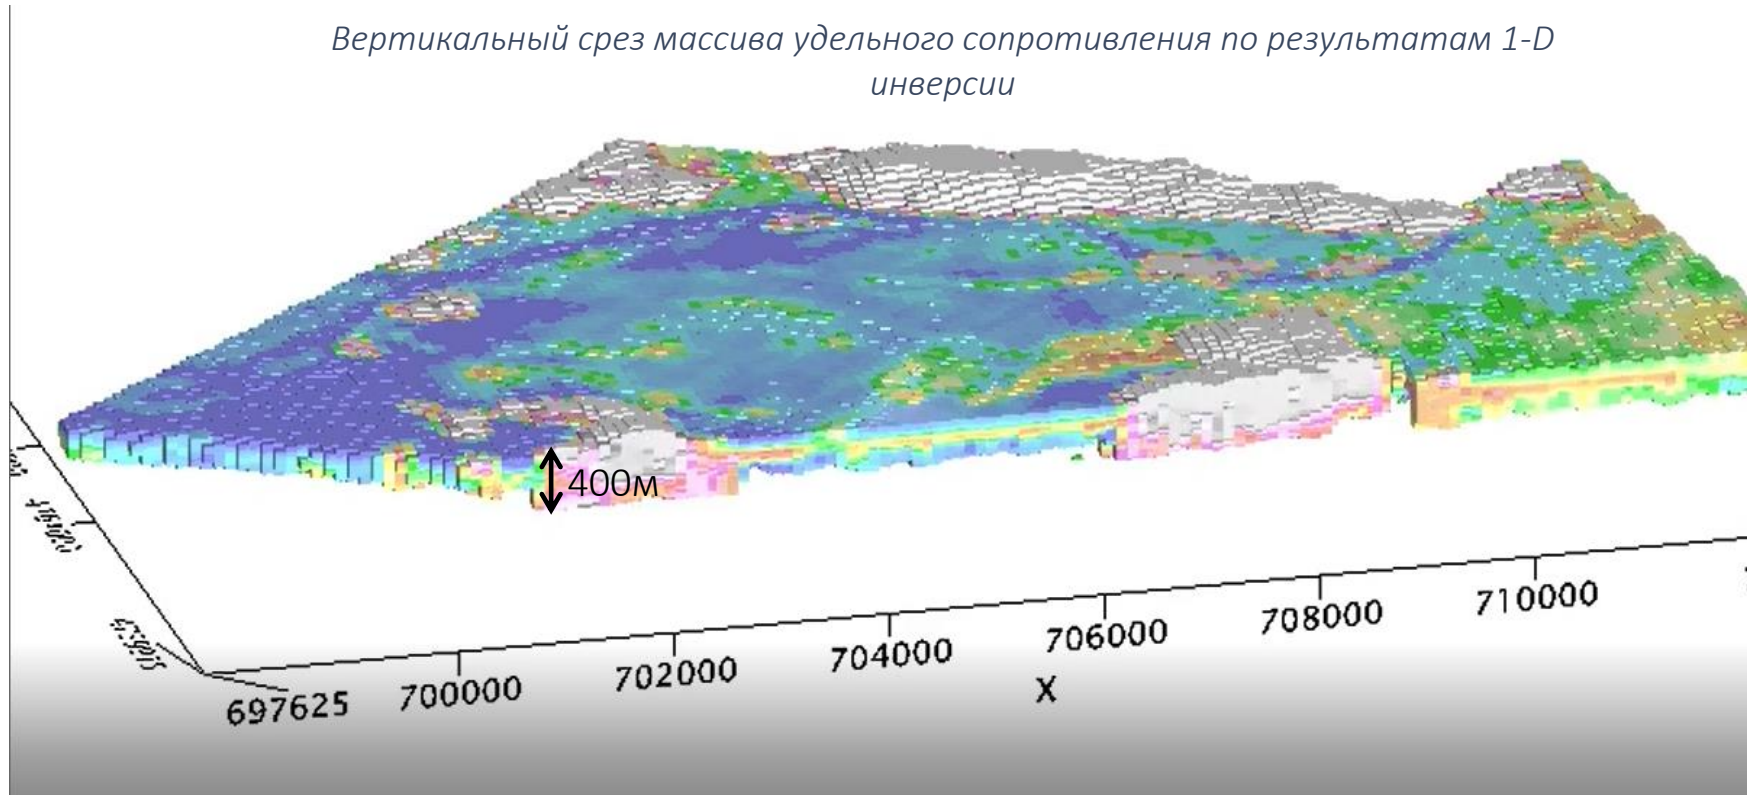 Вертикальный срез массива удельного сопротивления по результатам 1-D
инверсии
400м
697625
700000
702000
704000
706000
708000
710000
X